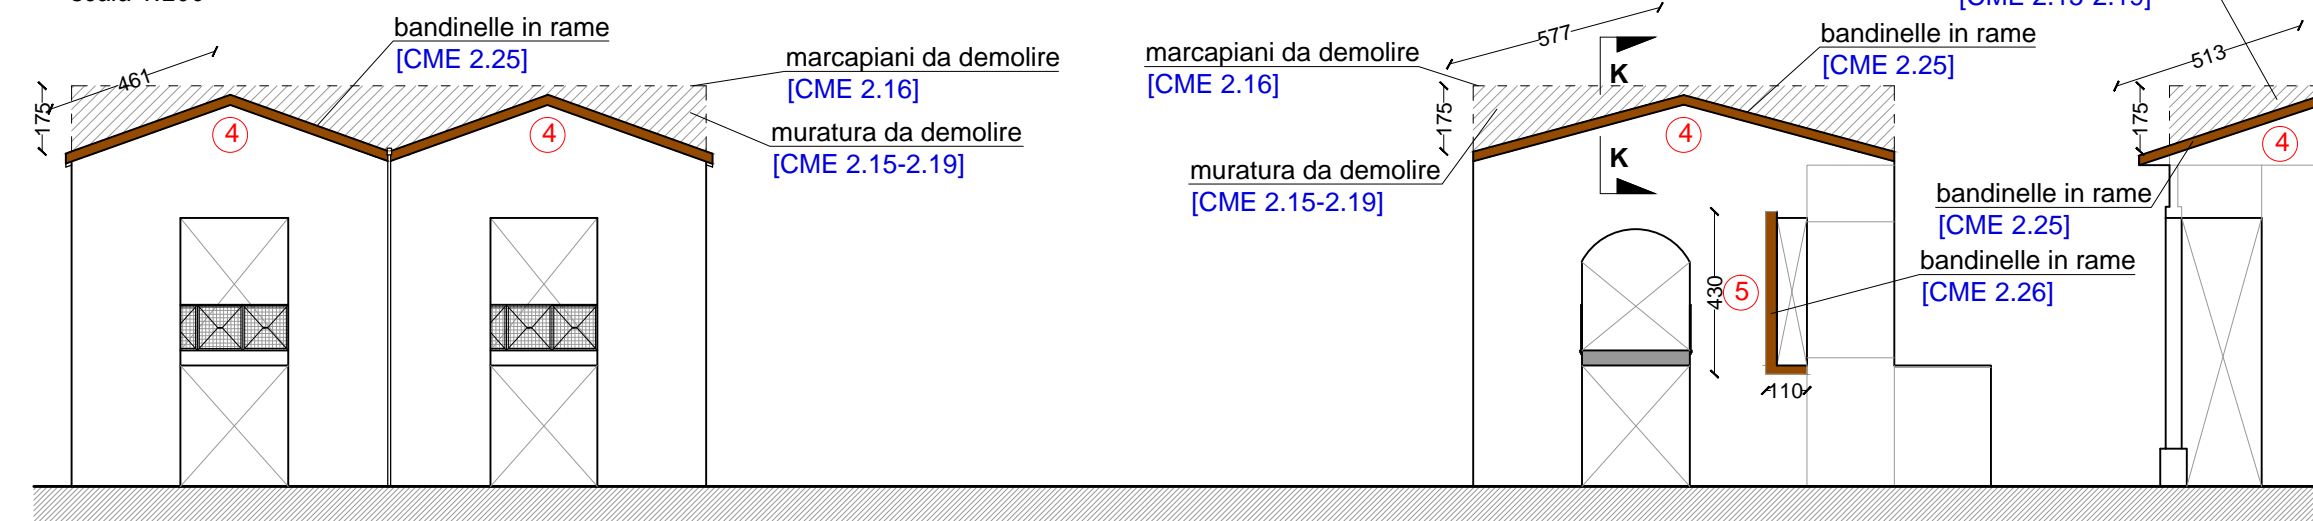 bandinelle in rame
[CME 2.25]
461
175
4
4
marcapiani da demolire
[CME 2.16]
muratura da demolire
[CME 2.15-2.19]
marcapiani da demolire
[CME 2.16]
muratura da demolire
[CME 2.15-2.19]
577
175
K
K
4
bandinelle in rame
[CME 2.25]
430
5
110
513
175
4
bandinelle in rame
[CME 2.25]
bandinelle in rame
[CME 2.26]